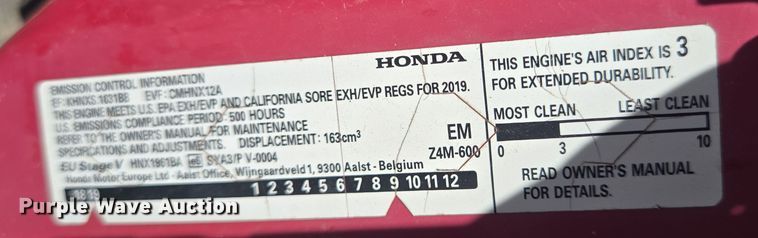 HONDA
EMISSION CONTROL INFORMATION
EF: KHNXS.1631BE EVF: CMHNX12A
THIS ENGINE MEETS U.S. EPA EXH/EVP AND CALIFORNIA SORE EXH/EVP REGS FOR 2019.
U.S. EMISSIONS COMPLIANCE PERIOD: 500 HOURS
REFER TO THE OWNER'S MANUAL FOR MAINTENANCE
SPECIFICATIONS AND ADJUSTMENTS. DISPLACEMENT: 163cm³
EM
EU Stage V HNX1961BA SYA3/P V-0004
Z4M-600
Honda Motor Europe Ltd - Aalst Office, Wijngaardveld 1, 9300 Aalst - Belgium
1 2 3 4 5 6 7 8 9 10 11 12
THIS ENGINE'S AIR INDEX IS 3
FOR EXTENDED DURABILITY.
MOST CLEAN LEAST CLEAN
0 3 10
READ OWNER'S MANUAL
FOR DETAILS.
Purple Wave Auction